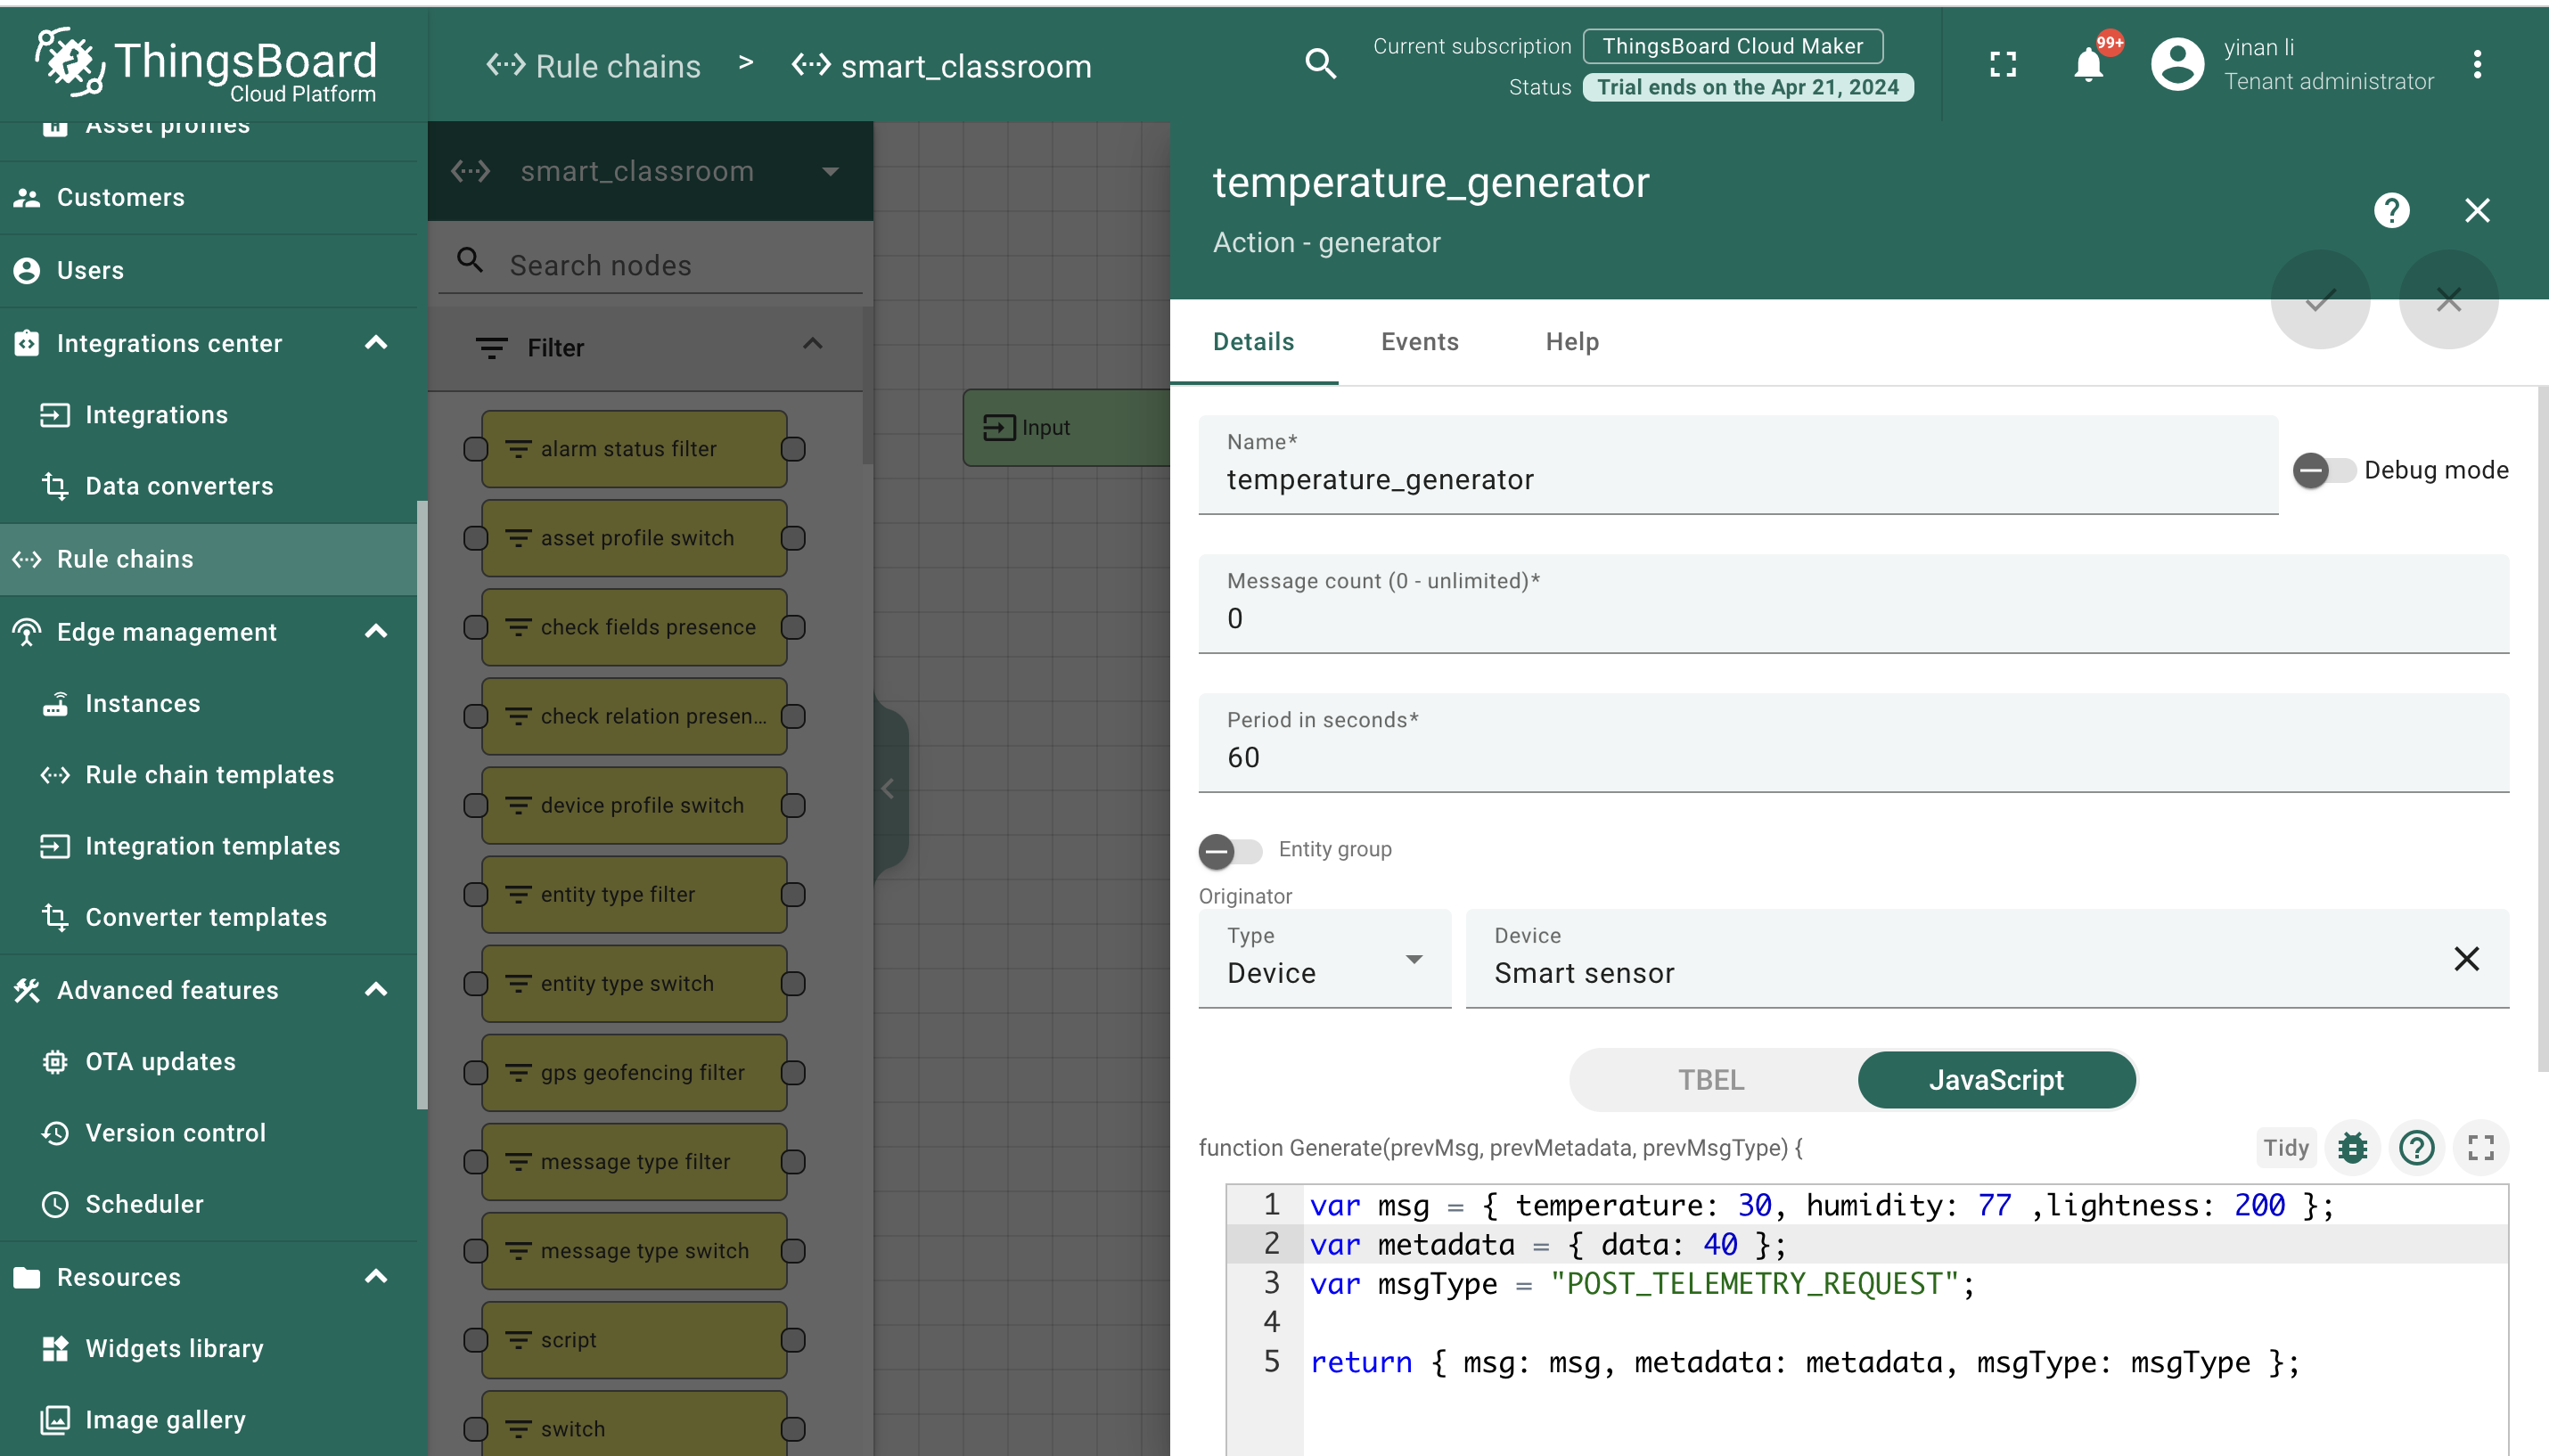 ThingsBoard
Cloud Platform
Rule chains > smart_classroom
Current subscription ThingsBoard Cloud Maker
Status Trial ends on the Apr 21, 2024
99+
yinan li
Tenant administrator
Asset profiles
Customers
Users
Integrations center
Integrations
Data converters
Rule chains
Edge management
Instances
Rule chain templates
Integration templates
Converter templates
Advanced features
OTA updates
Version control
Scheduler
Resources
Widgets library
Image gallery
smart_classroom
Search nodes
Filter
alarm status filter
asset profile switch
check fields presence
check relation presen...
device profile switch
entity type filter
entity type switch
gps geofencing filter
message type filter
message type switch
script
switch
Input
temperature_generator
Action - generator
Details Events Help
Name*
temperature_generator
Debug mode
Message count (0 - unlimited)*
0
Period in seconds*
60
Entity group
Originator
Type
Device
Device
Smart sensor
TBEL JavaScript
function Generate(prevMsg, prevMetadata, prevMsgType) {
Tidy
1 var msg = { temperature: 30, humidity: 77 ,lightness: 200 };
2 var metadata = { data: 40 };
3 var msgType = "POST_TELEMETRY_REQUEST";
4
5 return { msg: msg, metadata: metadata, msgType: msgType };